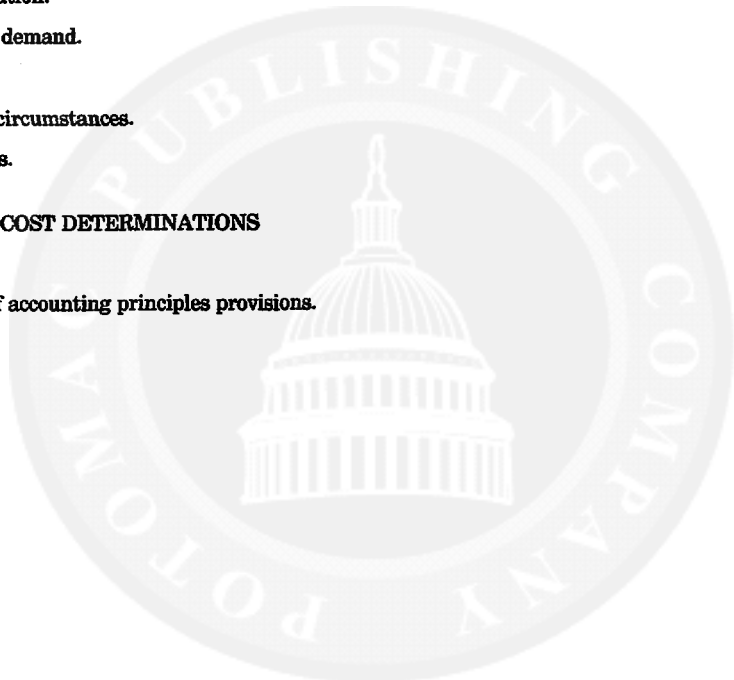 demand.
circumstances.
s.
COST DETERMINATIONS
accounting principles provisions.
POTOMAC PUBLISHING COMPANY